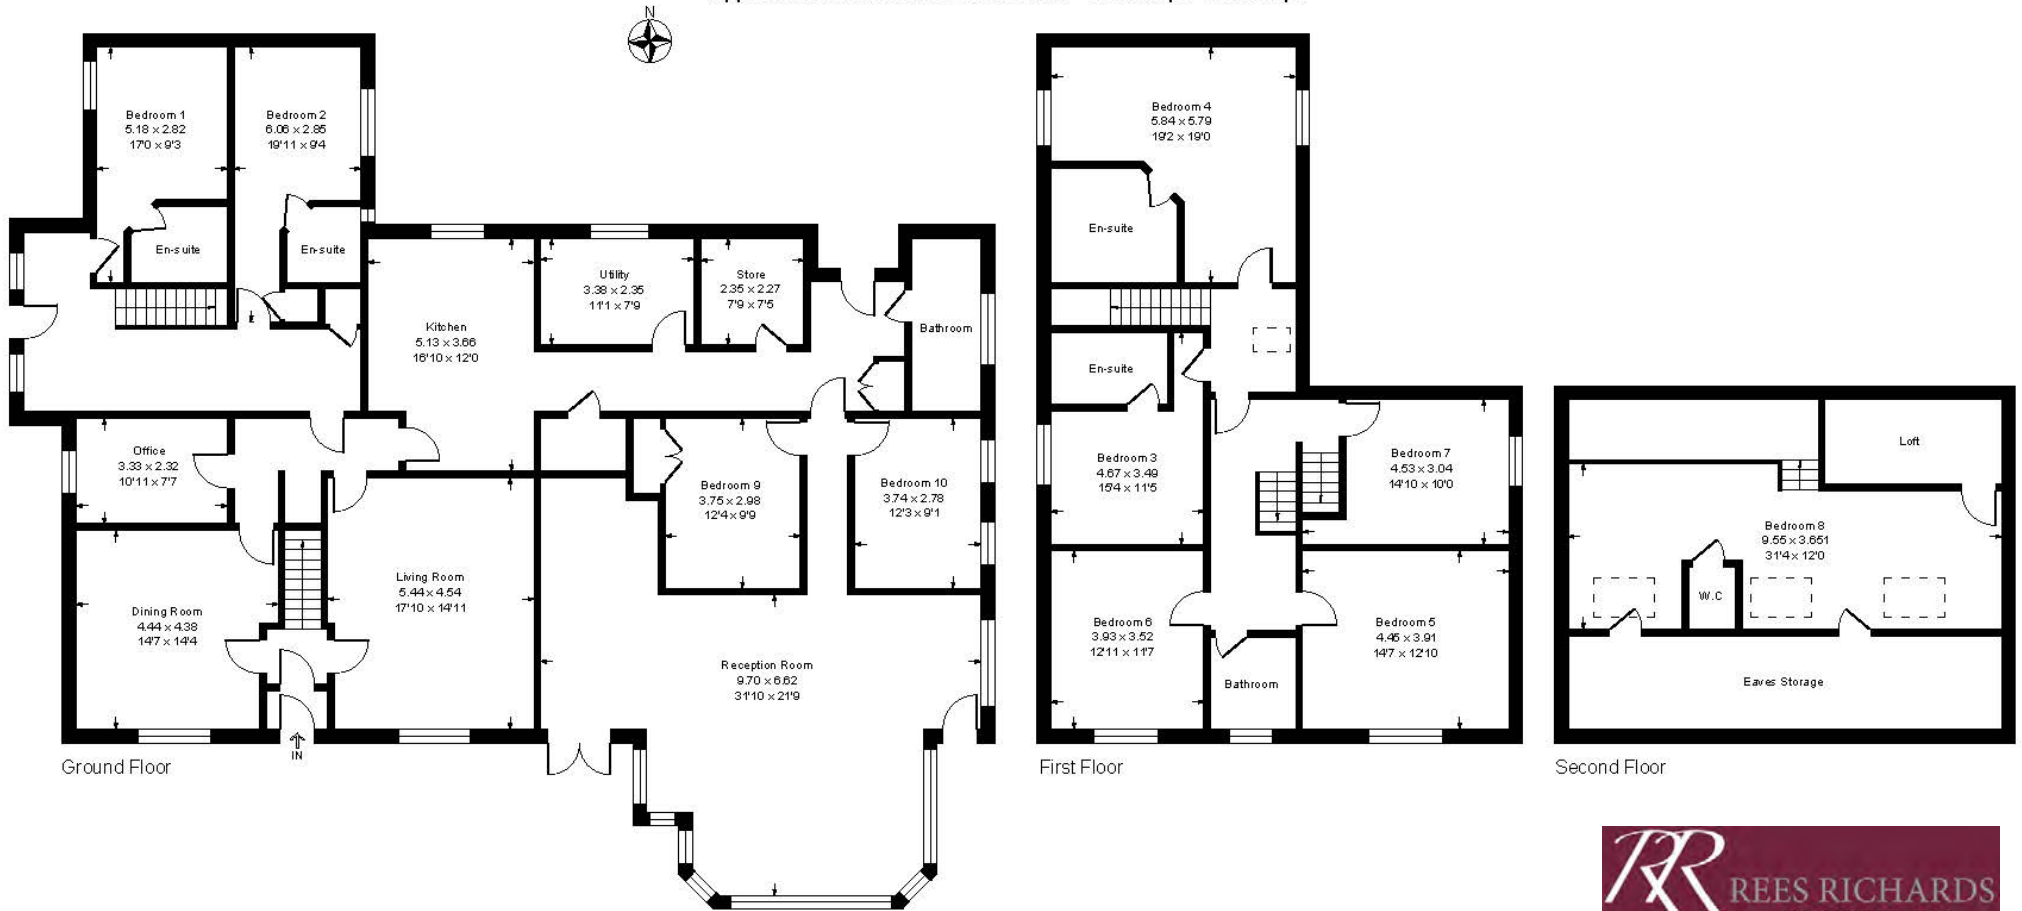 N
Bedroom 1
5.18 x 2.82
17'0 x 9'3
Bedroom 2
6.06 x 2.85
19'11 x 9'4
En-suite
En-suite
Kitchen
5.13 x 3.66
16'10 x 12'0
Utility
3.38 x 2.35
11'1 x 7'9
Store
2.35 x 2.27
7'9 x 7'5
Bathroom
Office
3.33 x 2.32
10'11 x 7'7
Bedroom 9
3.75 x 2.98
12'4 x 9'9
Bedroom 10
3.74 x 2.78
12'3 x 9'1
Living Room
5.44 x 4.54
17'10 x 14'11
Dining Room
4.44 x 4.38
14'7 x 14'4
Reception Room
9.70 x 6.62
31'10 x 21'9
IN
Ground Floor
Bedroom 4
5.84 x 5.79
19'2 x 19'0
En-suite
En-suite
Bedroom 3
4.67 x 3.49
15'4 x 11'5
Bedroom 7
4.53 x 3.04
14'10 x 10'0
Bedroom 6
3.93 x 3.52
12'11 x 11'7
Bedroom 5
4.45 x 3.91
14'7 x 12'10
Bathroom
First Floor
Loft
Bedroom 8
9.55 x 3.651
31'4 x 12'0
W.C
Eaves Storage
Second Floor
RR REES RICHARDS